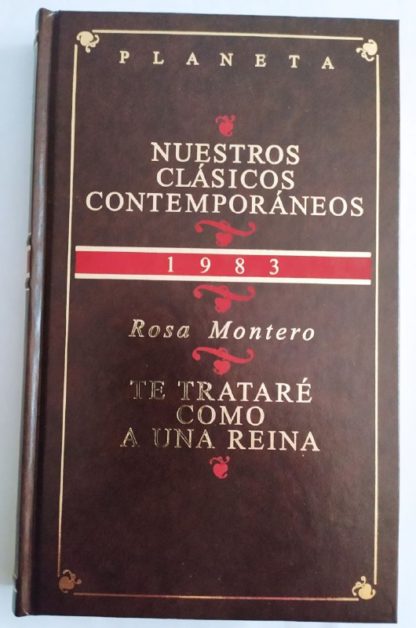 PLANETA
NUESTROS
CLÁSICOS
CONTEMPORÁNEOS
1983
Rosa Montero
TE TRATARÉ
COMO
A UNA REINA